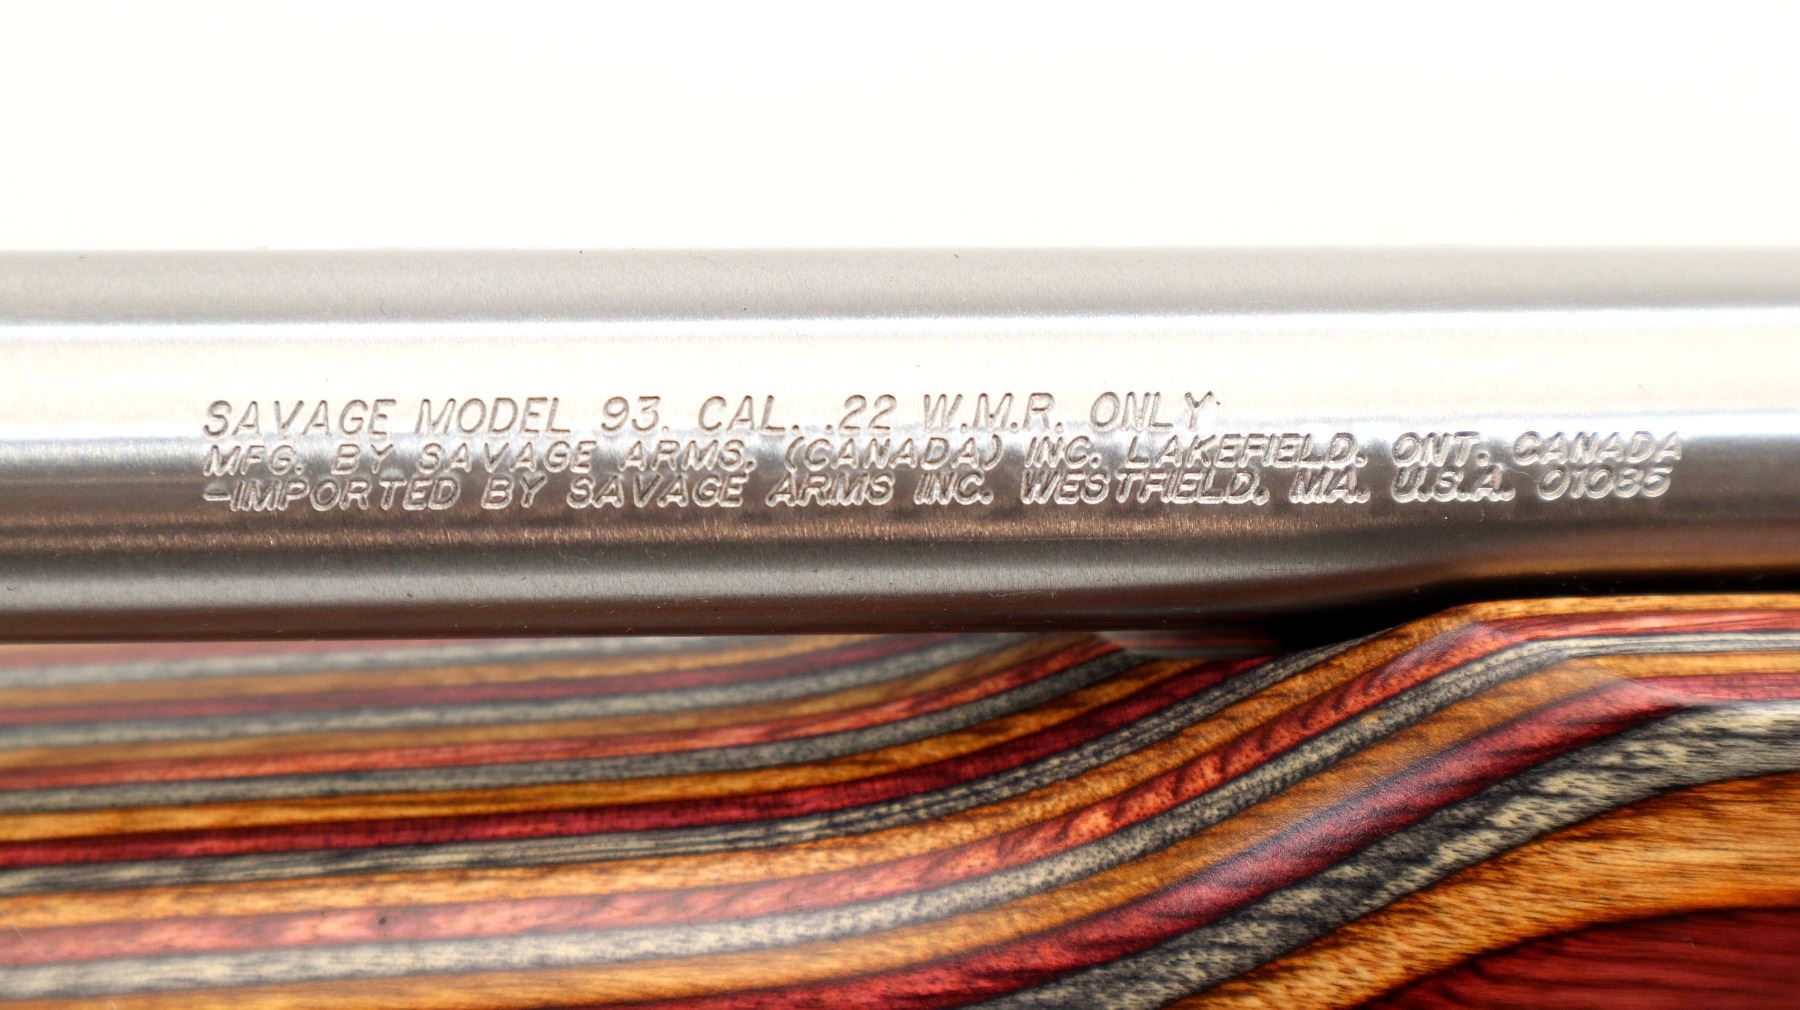 SAVAGE MODEL 93. CAL. .22 W.M.R. ONLY.
MFG. BY SAVAGE ARMS. (CANADA) INC. LAKEFIELD. ONT. CANADA
-IMPORTED BY SAVAGE ARMS INC. WESTFIELD. MA. U.S.A. 01085